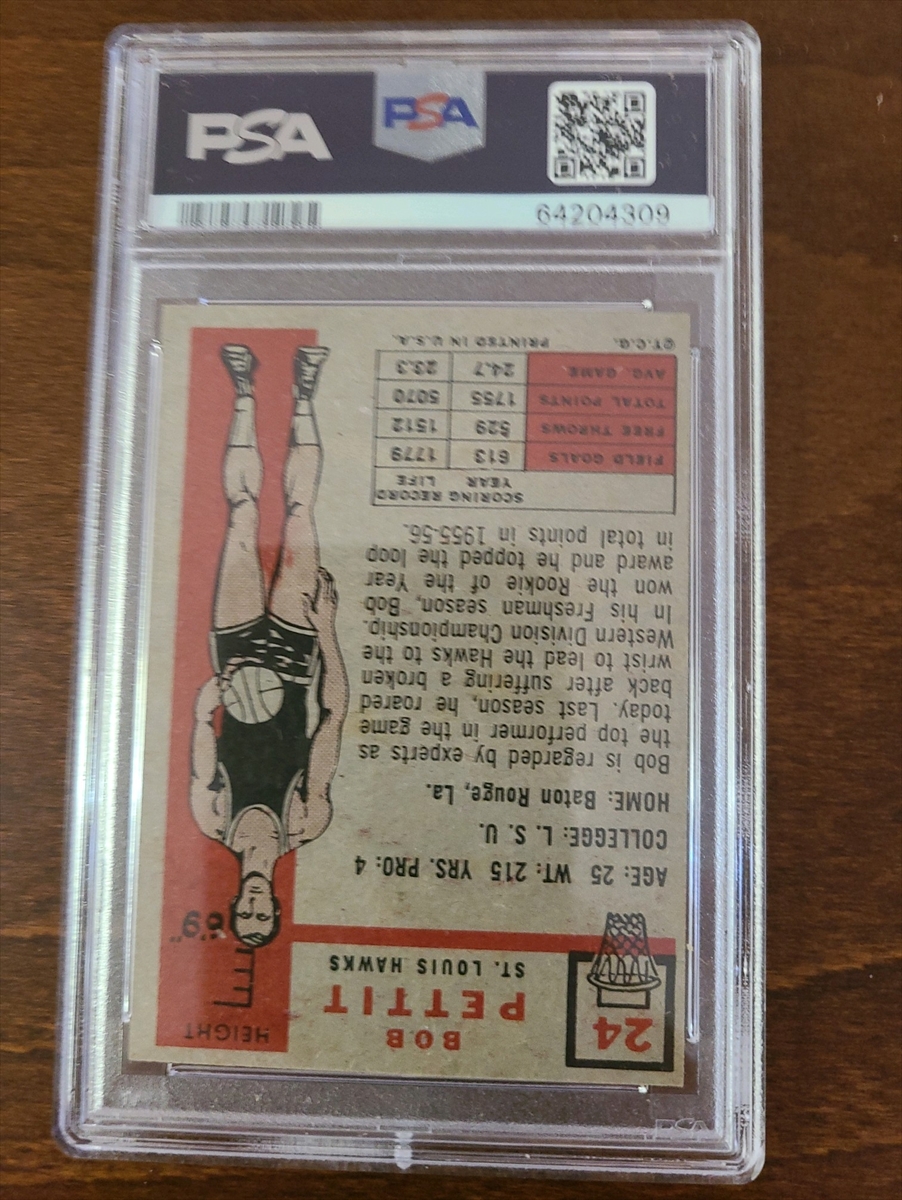 PSA
PSA
64204309
24
BOB
PETTIT
ST. LOUIS HAWKS
HEIGHT
6'9"
AGE: 25 WT: 215 YRS. PRO: 4
COLLEGGE: L. S. U.
HOME: Baton Rouge, La.
Bob is regarded by experts as
the top performer in the game
today. Last season, he roared
back after suffering a broken
wrist to lead the Hawks to the
Western Division Championship.
In his Freshman season, Bob
won the Rookie of the Year
award and he topped the loop
in total points in 1955-56.
SCORING RECORD
YEAR LIFE
FIELD GOALS 613 1779
FREE THROWS 529 1512
TOTAL POINTS 1755 5070
AVG. GAME. 24.7 23.3
©T.C.G. PRINTED IN U.S.A.
PSA